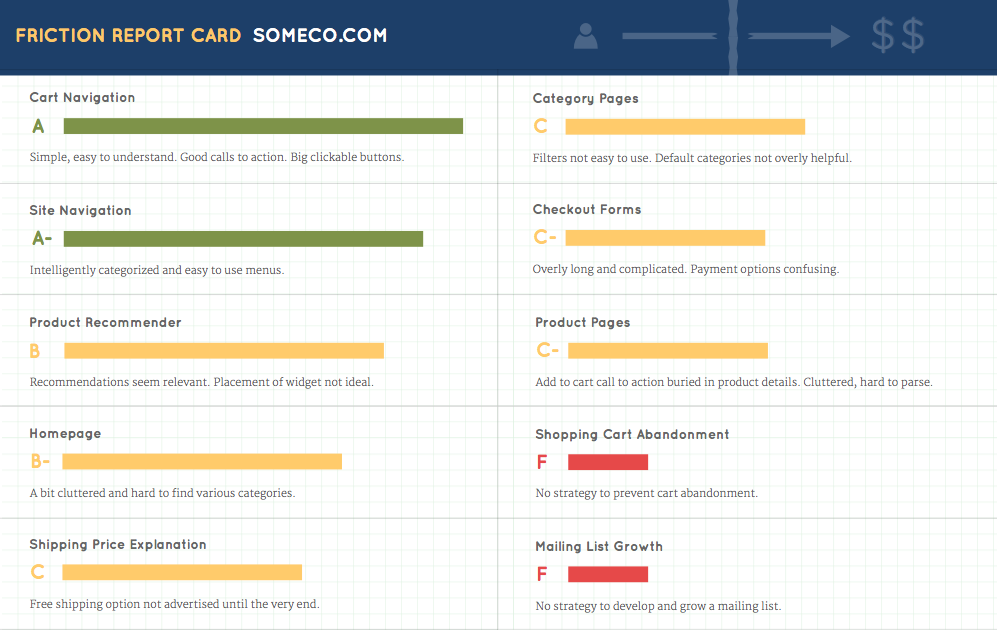 FRICTION REPORT CARD SOMECO.COM
$$
Cart Navigation
A
Simple, easy to understand. Good calls to action. Big clickable buttons.
Site Navigation
A-
Intelligently categorized and easy to use menus.
Product Recommender
B
Recommendations seem relevant. Placement of widget not ideal.
Homepage
B-
A bit cluttered and hard to find various categories.
Shipping Price Explanation
C
Free shipping option not advertised until the very end.
Category Pages
C
Filters not easy to use. Default categories not overly helpful.
Checkout Forms
C-
Overly long and complicated. Payment options confusing.
Product Pages
C-
Add to cart call to action buried in product details. Cluttered, hard to parse.
Shopping Cart Abandonment
F
No strategy to prevent cart abandonment.
Mailing List Growth
F
No strategy to develop and grow a mailing list.